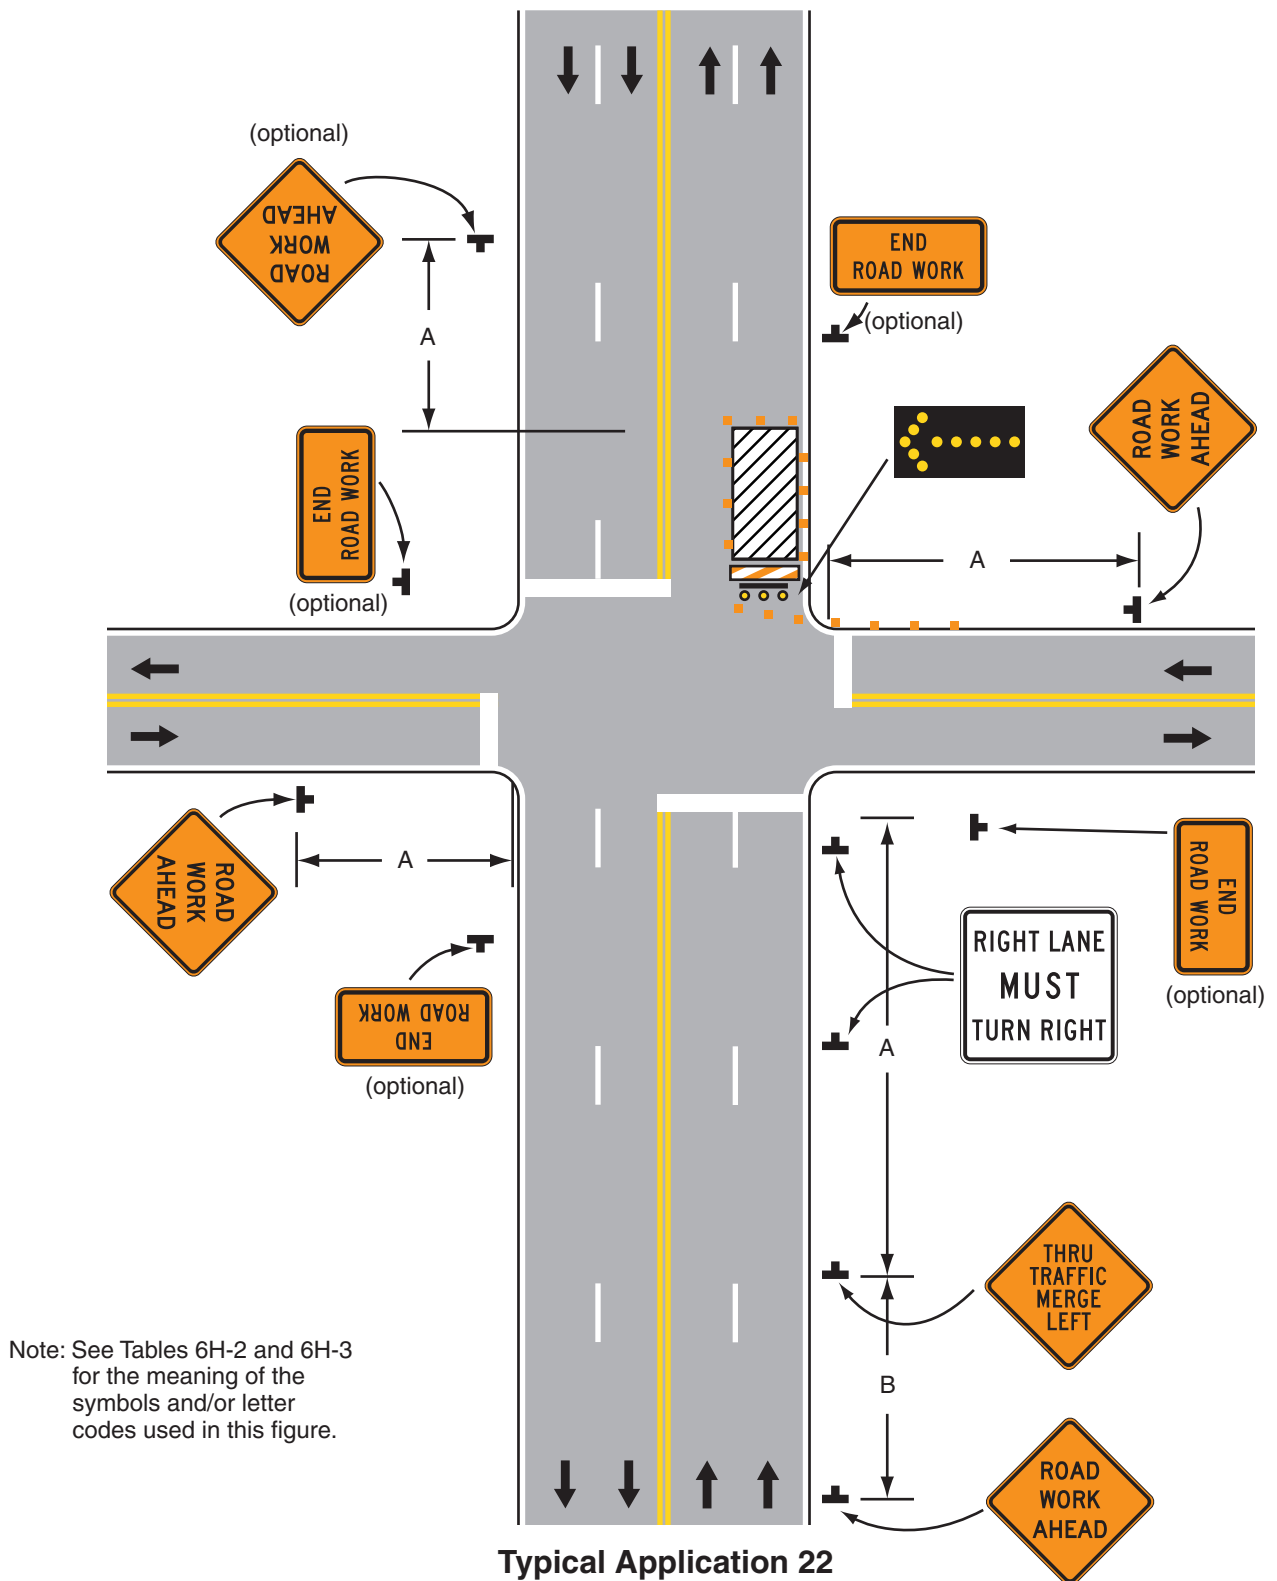 (optional)
ROAD
WORK
AHEAD
A
END
ROAD WORK
(optional)
END
ROAD WORK
(optional)
ROAD
WORK
AHEAD
A
ROAD
WORK
AHEAD
A
END
ROAD WORK
(optional)
RIGHT LANE
MUST
TURN RIGHT
A
END
ROAD WORK
(optional)
THRU
TRAFFIC
MERGE
LEFT
B
ROAD
WORK
AHEAD
Note: See Tables 6H-2 and 6H-3
for the meaning of the
symbols and/or letter
codes used in this figure.
Typical Application 22